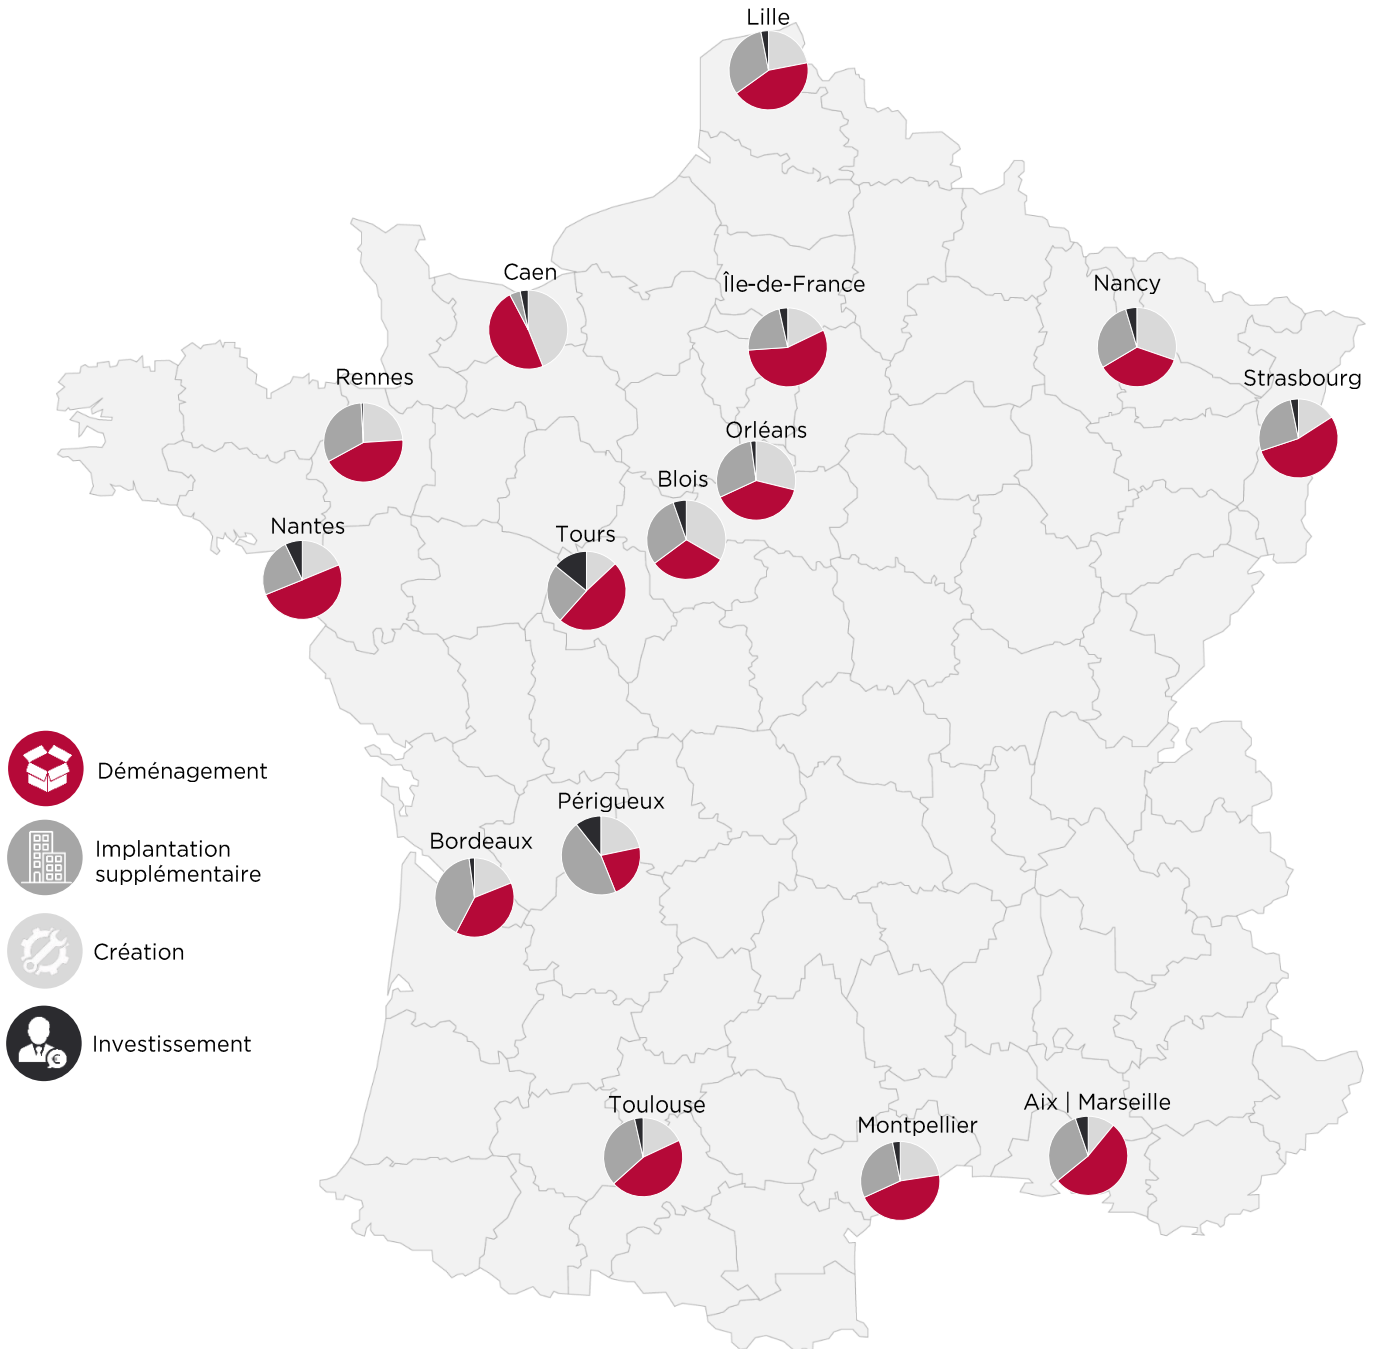 Lille
Caen
Île-de-France
Nancy
Rennes
Strasbourg
Orléans
Blois
Nantes
Tours
Déménagement
Implantation
supplémentaire
Création
€
Investissement
Périgueux
Bordeaux
Toulouse
Montpellier
Aix | Marseille